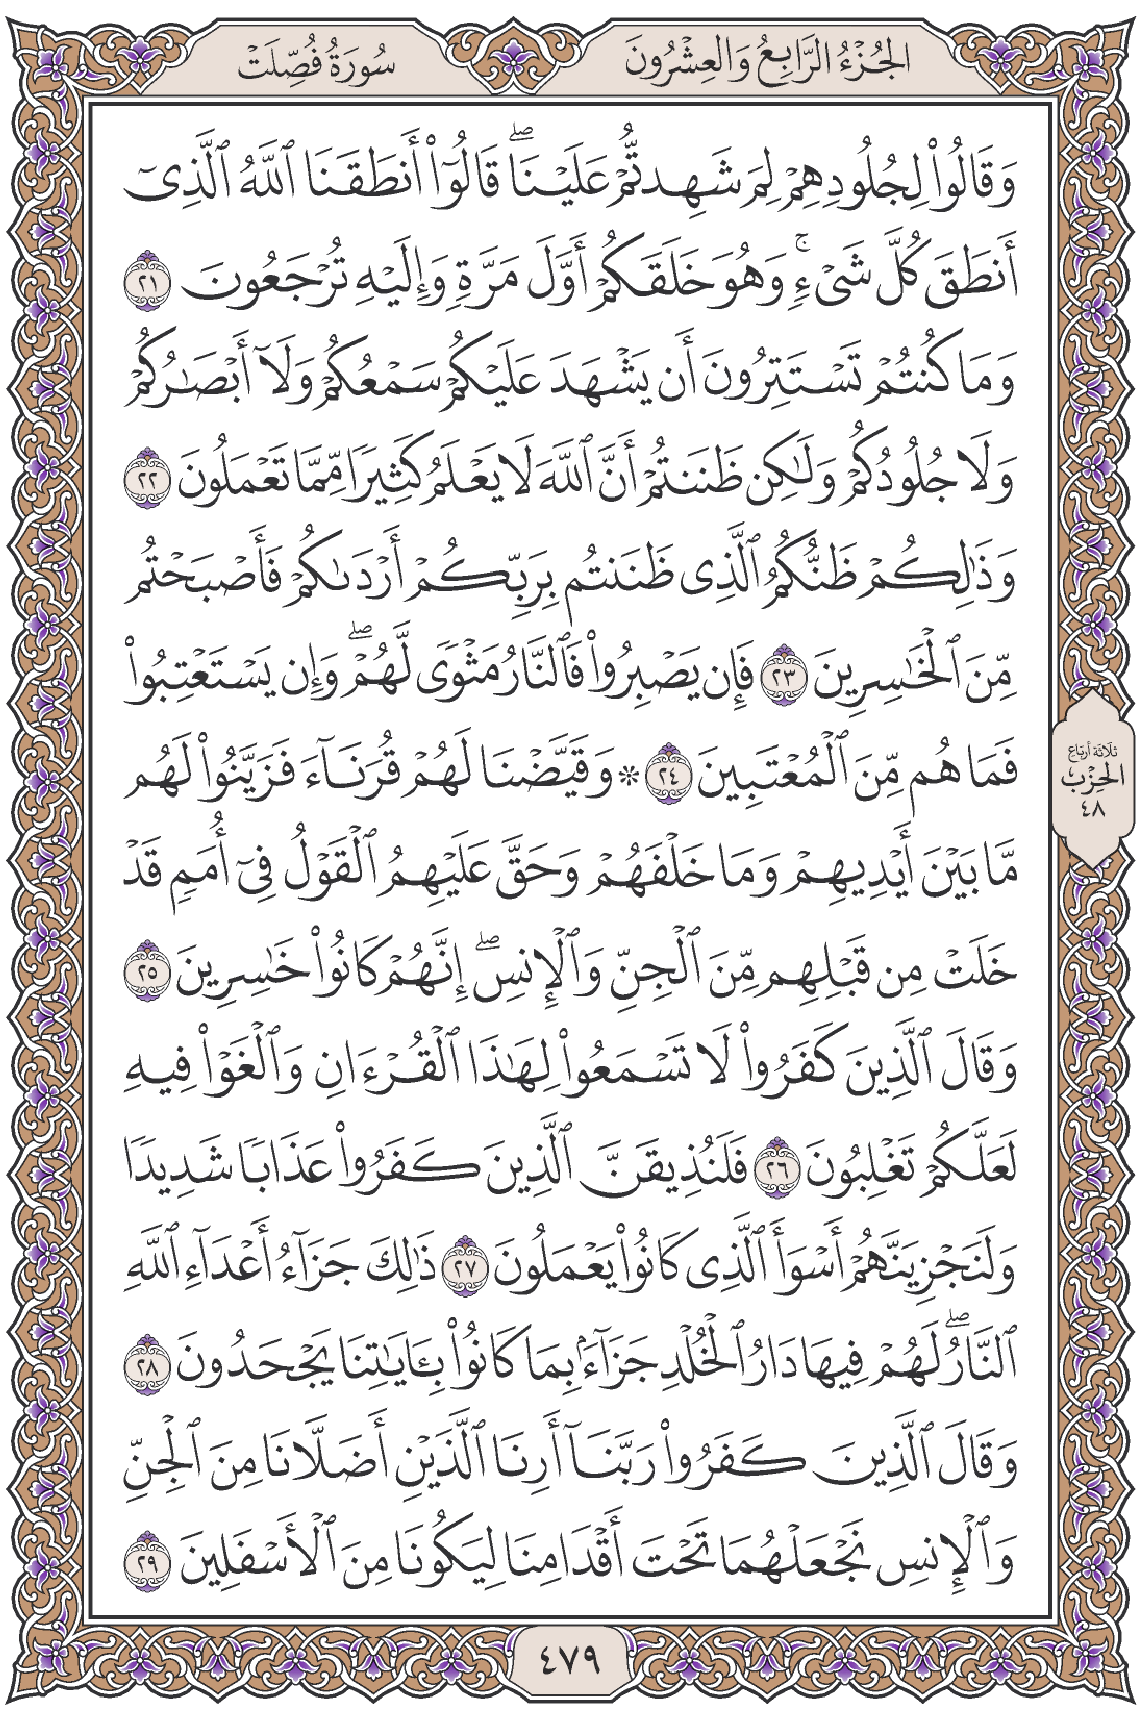 الجُزْءُ الرَّابِعُ وَالعِشْرُونَ
سُورَةُ فُصِّلَتْ
وَقَالُوا۟ لِجُلُودِهِمْ لِمَ شَهِدتُّمْ عَلَيْنَا ۖ قَالُوٓا۟ أَنطَقَنَا ٱللَّهُ ٱلَّذِىٓ
أَنطَقَ كُلَّ شَىْءٍ ۚ وَهُوَ خَلَقَكُمْ أَوَّلَ مَرَّةٍ وَإِلَيْهِ تُرْجَعُونَ ٢١
وَمَا كُنتُمْ تَسْتَتِرُونَ أَن يَشْهَدَ عَلَيْكُمْ سَمْعُكُمْ وَلَآ أَبْصَـٰرُكُمْ
وَلَا جُلُودُكُمْ وَلَـٰكِن ظَنَنتُمْ أَنَّ ٱللَّهَ لَا يَعْلَمُ كَثِيرًا مِّمَّا تَعْمَلُونَ ٢٢
وَذَٰلِكُمْ ظَنُّكُمُ ٱلَّذِى ظَنَنتُم بِرَبِّكُمْ أَرْدَىٰكُمْ فَأَصْبَحْتُم
مِّنَ ٱلْخَـٰسِرِينَ ٢٣ فَإِن يَصْبِرُوا۟ فَٱلنَّارُ مَثْوًى لَّهُمْ ۖ وَإِن يَسْتَعْتِبُوا۟
فَمَا هُم مِّنَ ٱلْمُعْتَبِينَ ٢٤ * وَقَيَّضْنَا لَهُمْ قُرَنَآءَ فَزَيَّنُوا۟ لَهُم
مَّا بَيْنَ أَيْدِيهِمْ وَمَا خَلْفَهُمْ وَحَقَّ عَلَيْهِمُ ٱلْقَوْلُ فِىٓ أُمَمٍ قَدْ
خَلَتْ مِن قَبْلِهِم مِّنَ ٱلْجِنِّ وَٱلْإِنسِ ۖ إِنَّهُمْ كَانُوا۟ خَـٰسِرِينَ ٢٥
وَقَالَ ٱلَّذِينَ كَفَرُوا۟ لَا تَسْمَعُوا۟ لِهَـٰذَا ٱلْقُرْءَانِ وَٱلْغَوْا۟ فِيهِ
لَعَلَّكُمْ تَغْلِبُونَ ٢٦ فَلَنُذِيقَنَّ ٱلَّذِينَ كَفَرُوا۟ عَذَابًا شَدِيدًا
وَلَنَجْزِيَنَّهُمْ أَسْوَأَ ٱلَّذِى كَانُوا۟ يَعْمَلُونَ ٢٧ ذَٰلِكَ جَزَآءُ أَعْدَآءِ ٱللَّهِ
ٱلنَّارُ ۖ لَهُمْ فِيهَا دَارُ ٱلْخُلْدِ جَزَآءًۢ بِمَا كَانُوا۟ بِـَٔايَـٰتِنَا يَجْحَدُونَ ٢٨
وَقَالَ ٱلَّذِينَ كَفَرُوا۟ رَبَّنَآ أَرِنَا ٱلَّذَيْنِ أَضَلَّانَا مِنَ ٱلْجِنِّ
وَٱلْإِنسِ نَجْعَلْهُمَا تَحْتَ أَقْدَامِنَا لِيَكُونَا مِنَ ٱلْأَسْفَلِينَ ٢٩
ثَلَاثَةُ أَرْبَاعِ
الحِزْبِ
٤٨
٤٧٩